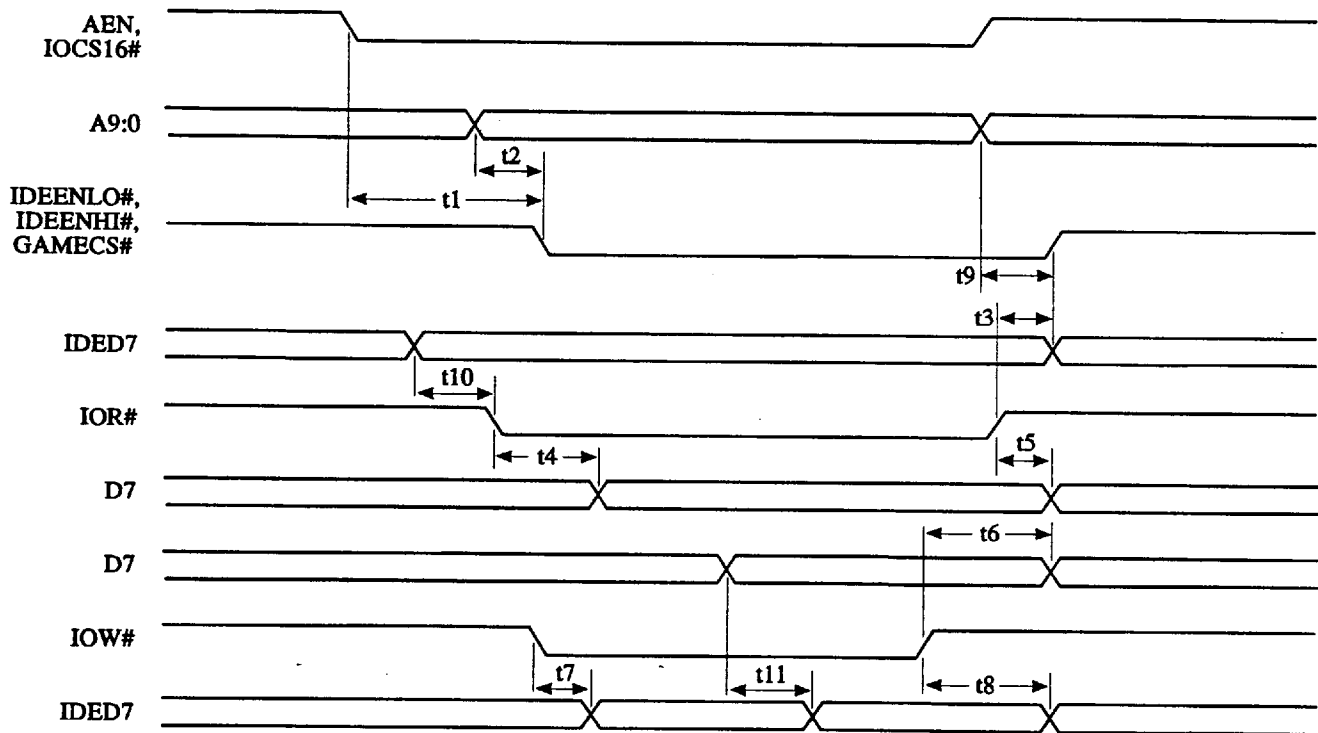 AEN,
IOCS16#
A9:0
t2
IDEENLO#,
t1
IDEENHI#,
GAMECS#
t9
t3
IDED7
t10
IOR#
t5
t4
D7
t6
D7
IOW#
t7
t11
t8
IDED7